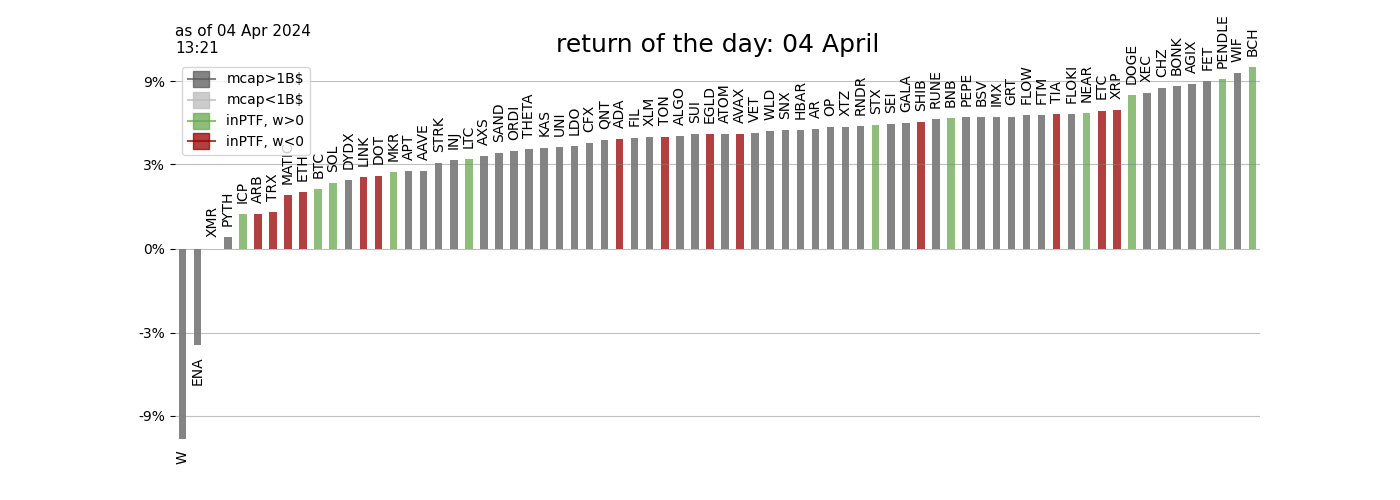 as of 04 Apr 2024
13:21
return of the day: 04 April
mcap>1B$
mcap<1B$
inPTF, w>0
inPTF, w<0
9%
3%
0%
-3%
-9%
W
ENA
XMR
PYTH
ICP
ARB
TRX
MATIC
ETH
BTC
SOL
DYDX
LINK
DOT
MKR
APT
AAVE
STRK
INJ
LTC
AXS
SAND
ORDI
THETA
KAS
UNI
LDO
CFX
QNT
ADA
FIL
XLM
TON
ALGO
SUI
EGLD
ATOM
AVAX
VET
WLD
SNX
HBAR
AR
OP
XTZ
RNDR
STX
SEI
GALA
SHIB
RUNE
BNB
PEPE
BSV
IMX
GRT
FLOW
FTM
TIA
FLOKI
NEAR
ETC
XRP
DOGE
XEC
CHZ
BONK
AGIX
FET
PENDLE
WIF
BCH